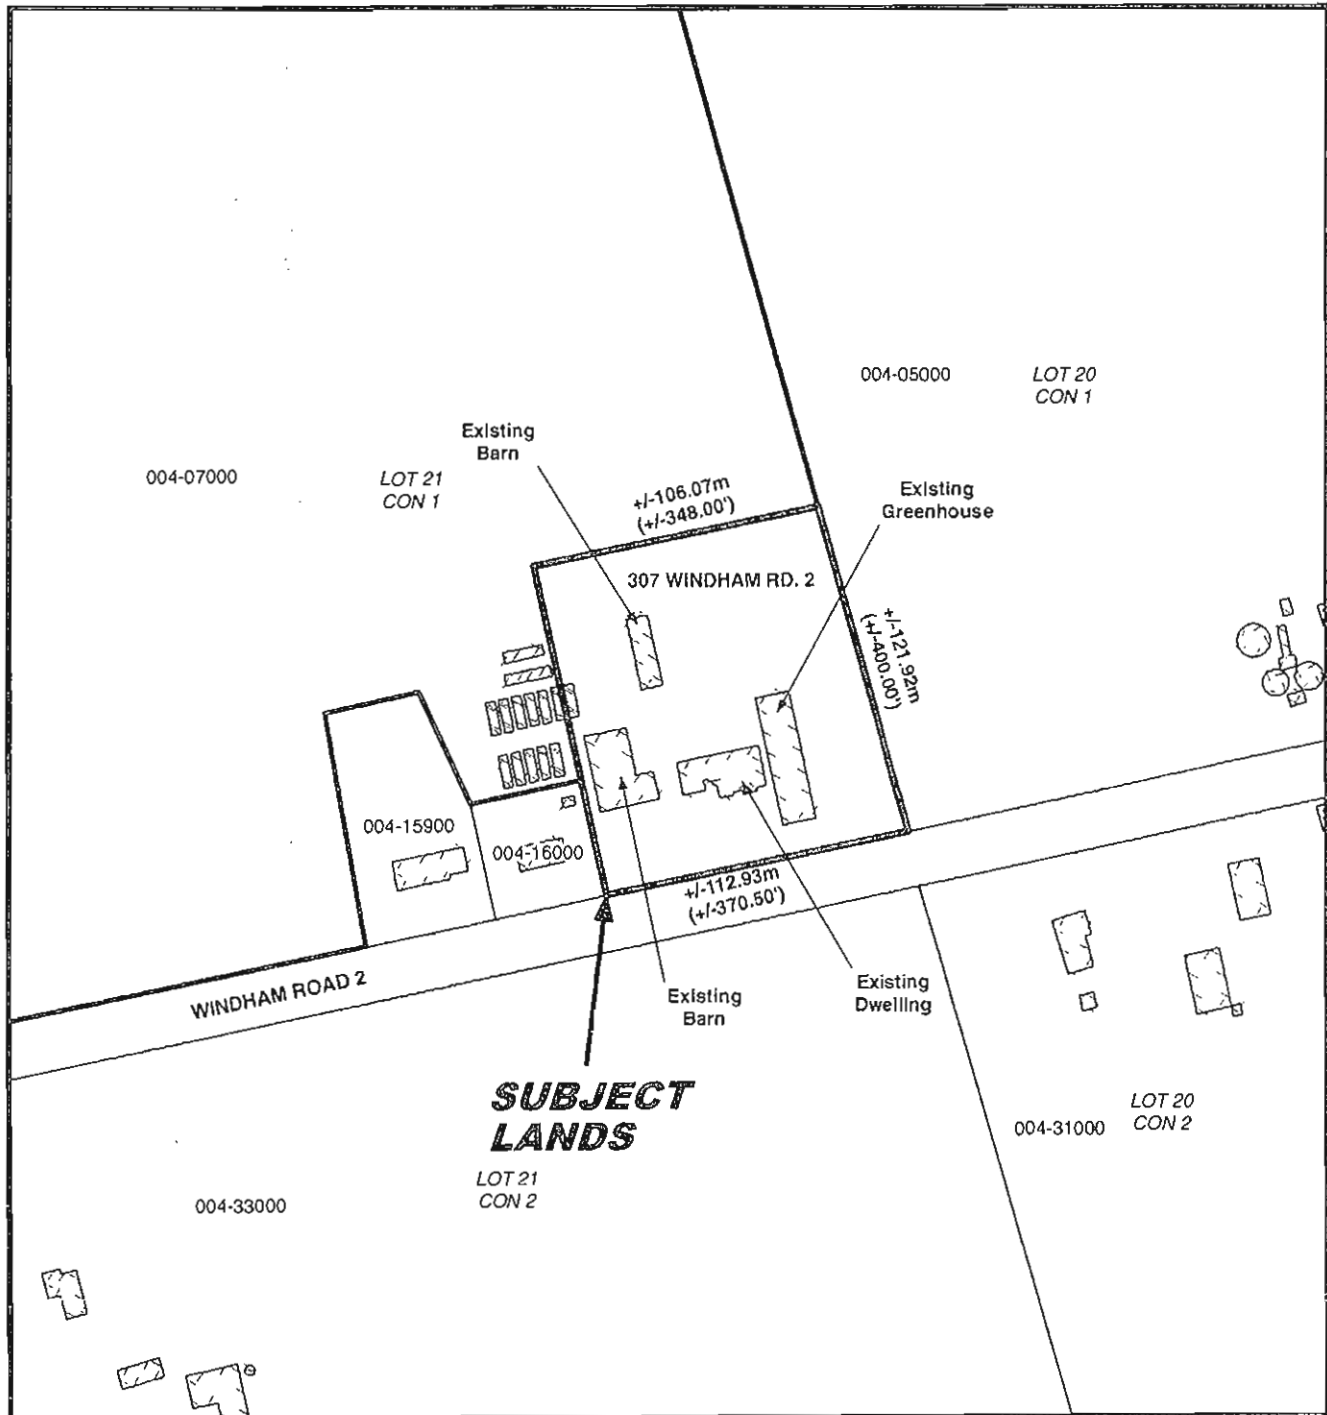 004-05000
LOT 20
CON 1
Existing
Barn
004-07000
LOT 21
CON 1
+/-106.07m
(+/-348.00')
Existing
Greenhouse
307 WINDHAM RD. 2
+/-121.92m
(+/-400.00')
004-15900
004-16000
+/-112.93m
(+/-370.50')
WINDHAM ROAD 2
Existing
Barn
Existing
Dwelling
SUBJECT
LANDS
LOT 20
CON 2
004-31000
LOT 21
CON 2
004-33000